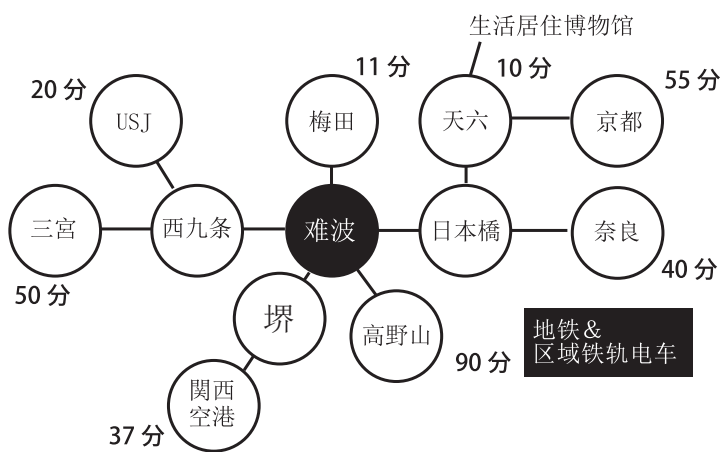 生活居住博物馆
11 分
10 分
55 分
20 分
USJ
梅田
天六
京都
三宮
西九条
难波
日本橋
奈良
50 分
40 分
堺
高野山
地铁&
区域铁轨电车
90 分
関西
空港
37 分